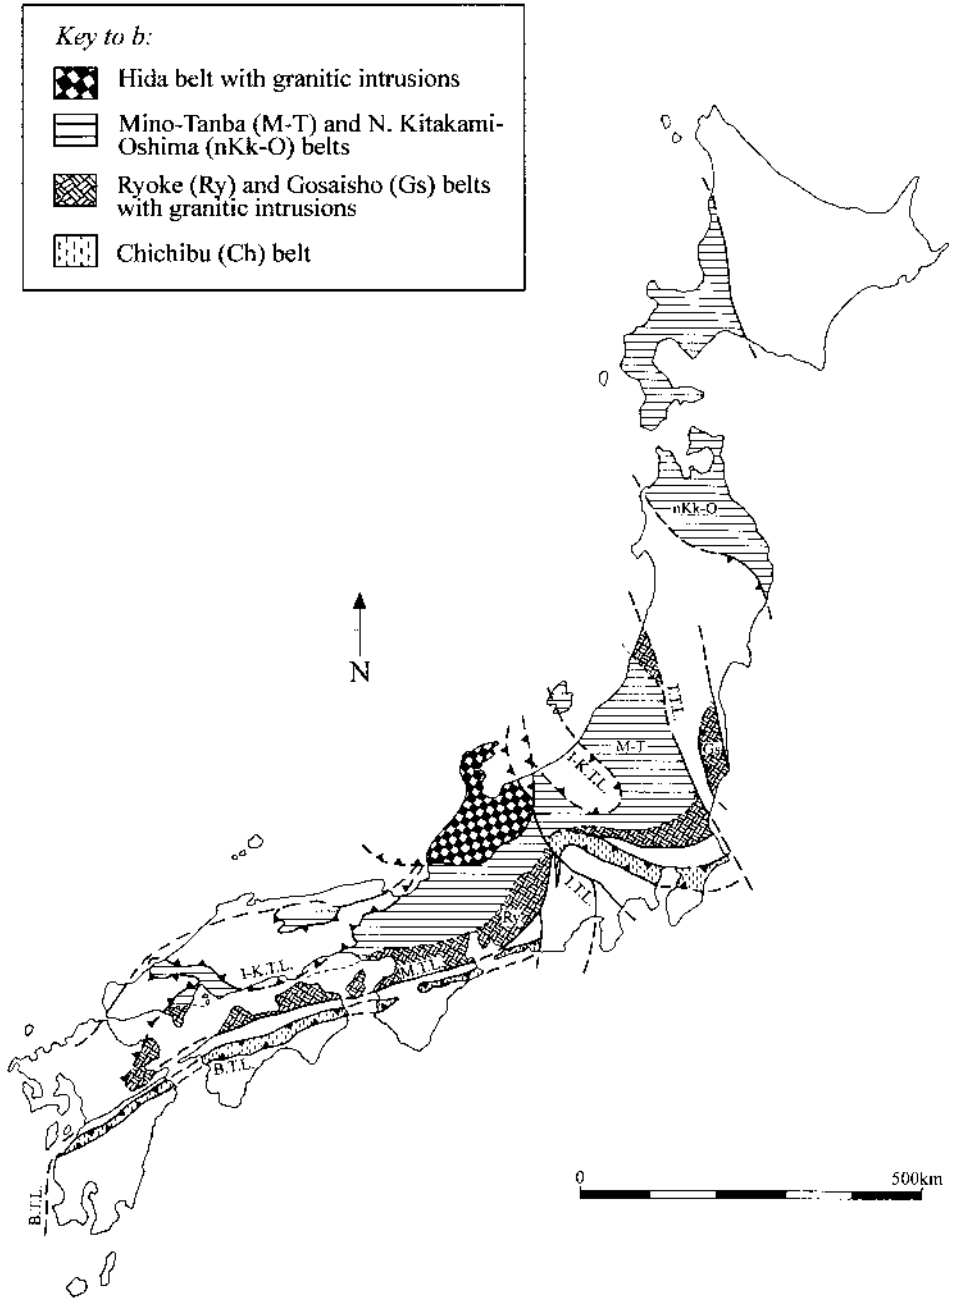 Key to b:
Hida belt with granitic intrusions
Mino-Tanba (M-T) and N. Kitakami-
Oshima (nKk-O) belts
Ryoke (Ry) and Gosaisho (Gs) belts
with granitic intrusions
Chichibu (Ch) belt
nKk-O
N
T.T.L.
M-T
Gs
I-K.T.L.
I.T.L.
Ry
I-K.T.L.
M.T.L.
B.T.L.
B.T.L.
0 500km